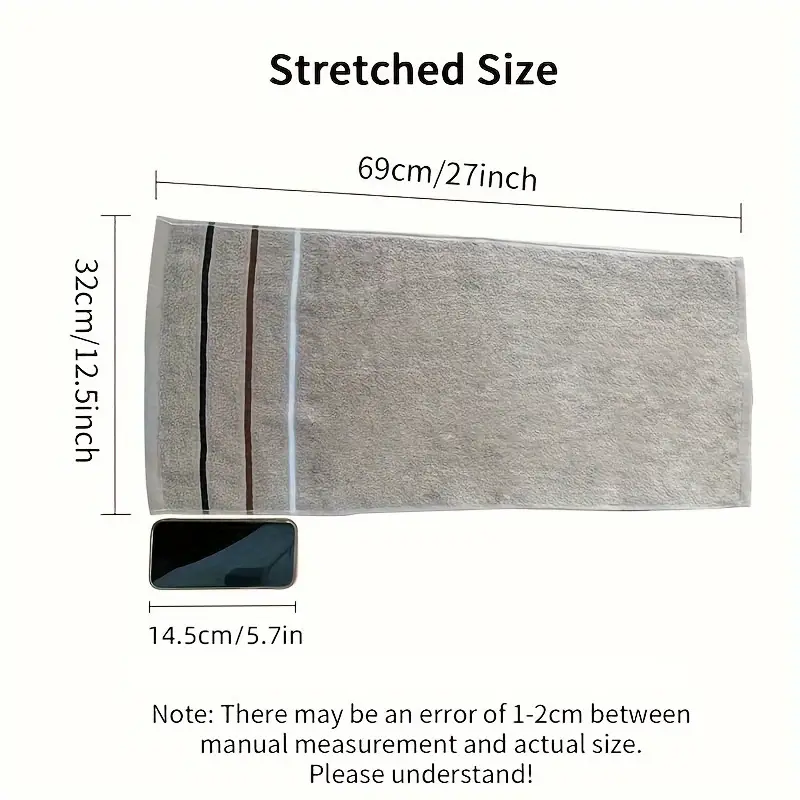 Stretched Size
69cm/27inch
32cm/12.5inch
14.5cm/5.7in
Note: There may be an error of 1-2cm between
manual measurement and actual size.
Please understand!